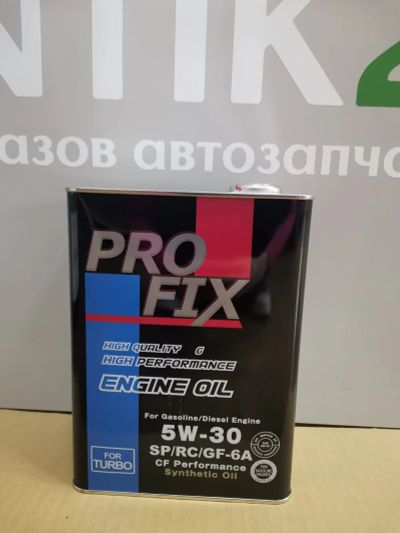 NTIK2
азов автозапча
PRO
FIX
HIGH QUALITY &
HIGH PERFORMANCE
ENGINE OIL
For Gasoline/Diesel Engine
5W-30
SP/RC/GF-6A
CF Performance
Synthetic Oil
FOR
TURBO